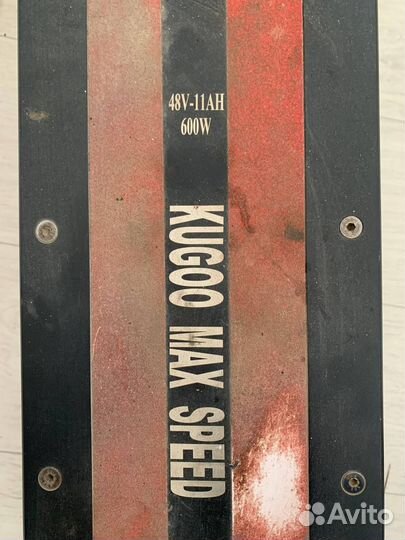 48V-11AH
600W
KUGOO MAX SPEED
Avito